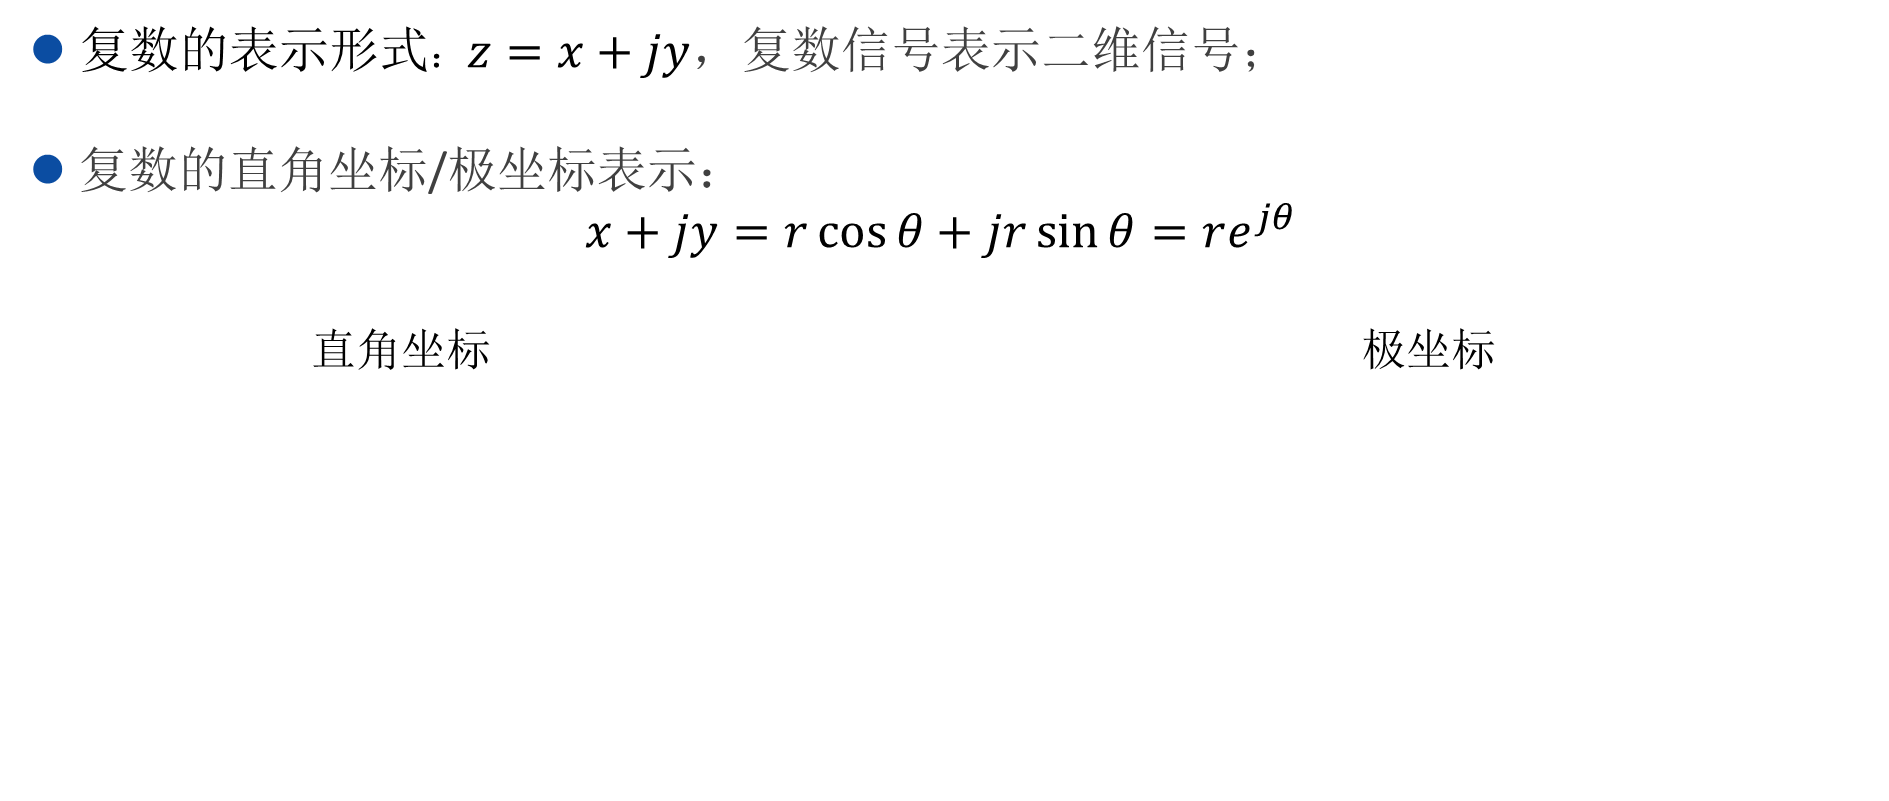 ● 复数的表示形式：z = x + jy，复数信号表示二维信号；
● 复数的直角坐标/极坐标表示：
x + jy = r cos θ + jr sin θ = re^{jθ}
直角坐标 极坐标